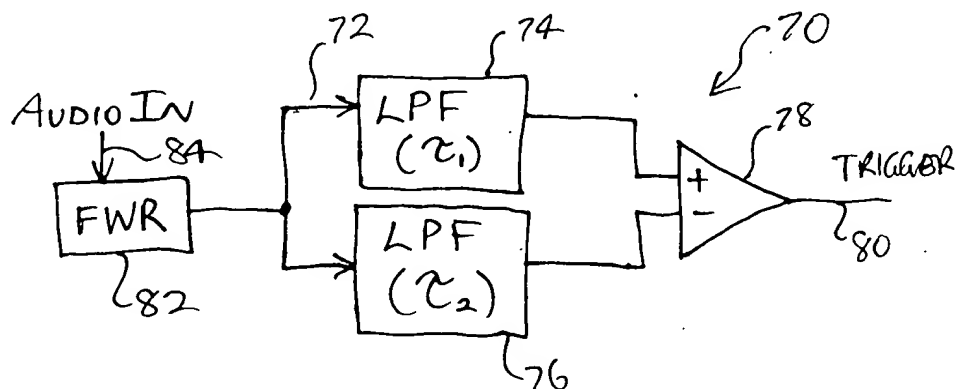 72
74
70
AUDIO IN
84
LPF
(τ₁)
78
+
−
TRIGGER
80
FWR
82
LPF
(τ₂)
76